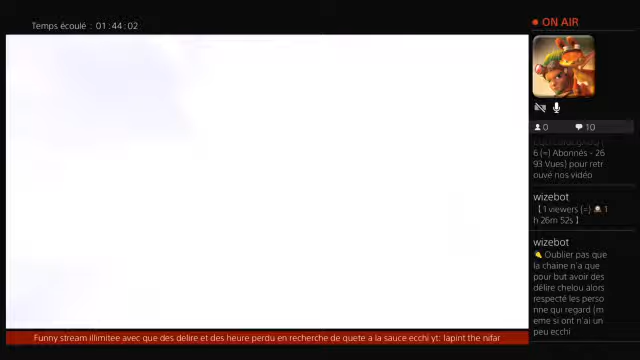 Temps écoulé : 01:44:02
ON AIR
0 10
6 (=) Abonnés - 26
93 Vues) pour retr
ouvé nos vidéo
wizebot
[ 1 viewers (=) 1
h 26m 52s ]
wizebot
Oublier pas que
la chaine n'a que
pour but avoir des
délire chelou alors
respecté les perso
nne qui regard (m
eme si ont n'ai un
peu ecchi
Funny stream illimitee avec que des delire et des heure perdu en recherche de quete a la sauce ecchi yt: lapint the nifar